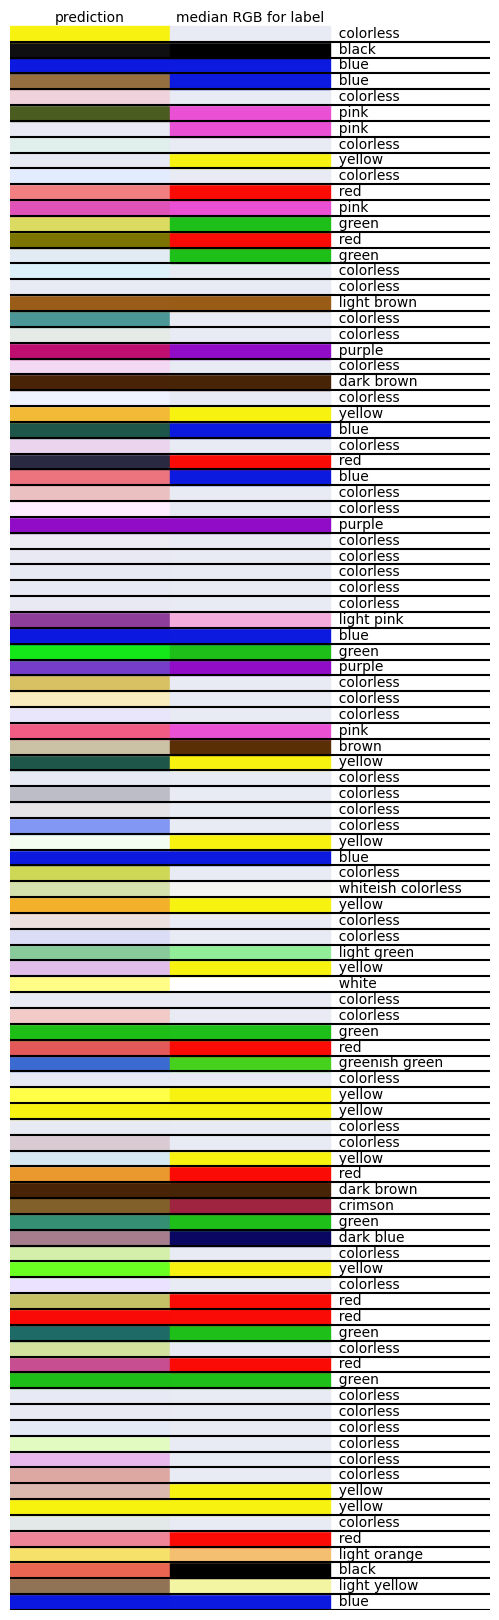 prediction median RGB for label
colorless
black
blue
blue
colorless
pink
pink
colorless
yellow
colorless
red
pink
green
red
green
colorless
colorless
light brown
colorless
colorless
purple
colorless
dark brown
colorless
yellow
blue
colorless
red
blue
colorless
colorless
purple
colorless
colorless
colorless
colorless
colorless
light pink
blue
green
purple
colorless
colorless
colorless
pink
brown
yellow
colorless
colorless
colorless
colorless
yellow
blue
colorless
whiteish colorless
yellow
colorless
colorless
light green
yellow
white
colorless
colorless
green
red
greenish green
colorless
yellow
yellow
colorless
colorless
yellow
red
dark brown
crimson
green
dark blue
colorless
yellow
colorless
red
red
green
colorless
red
green
colorless
colorless
colorless
colorless
colorless
colorless
yellow
yellow
colorless
red
light orange
black
light yellow
blue